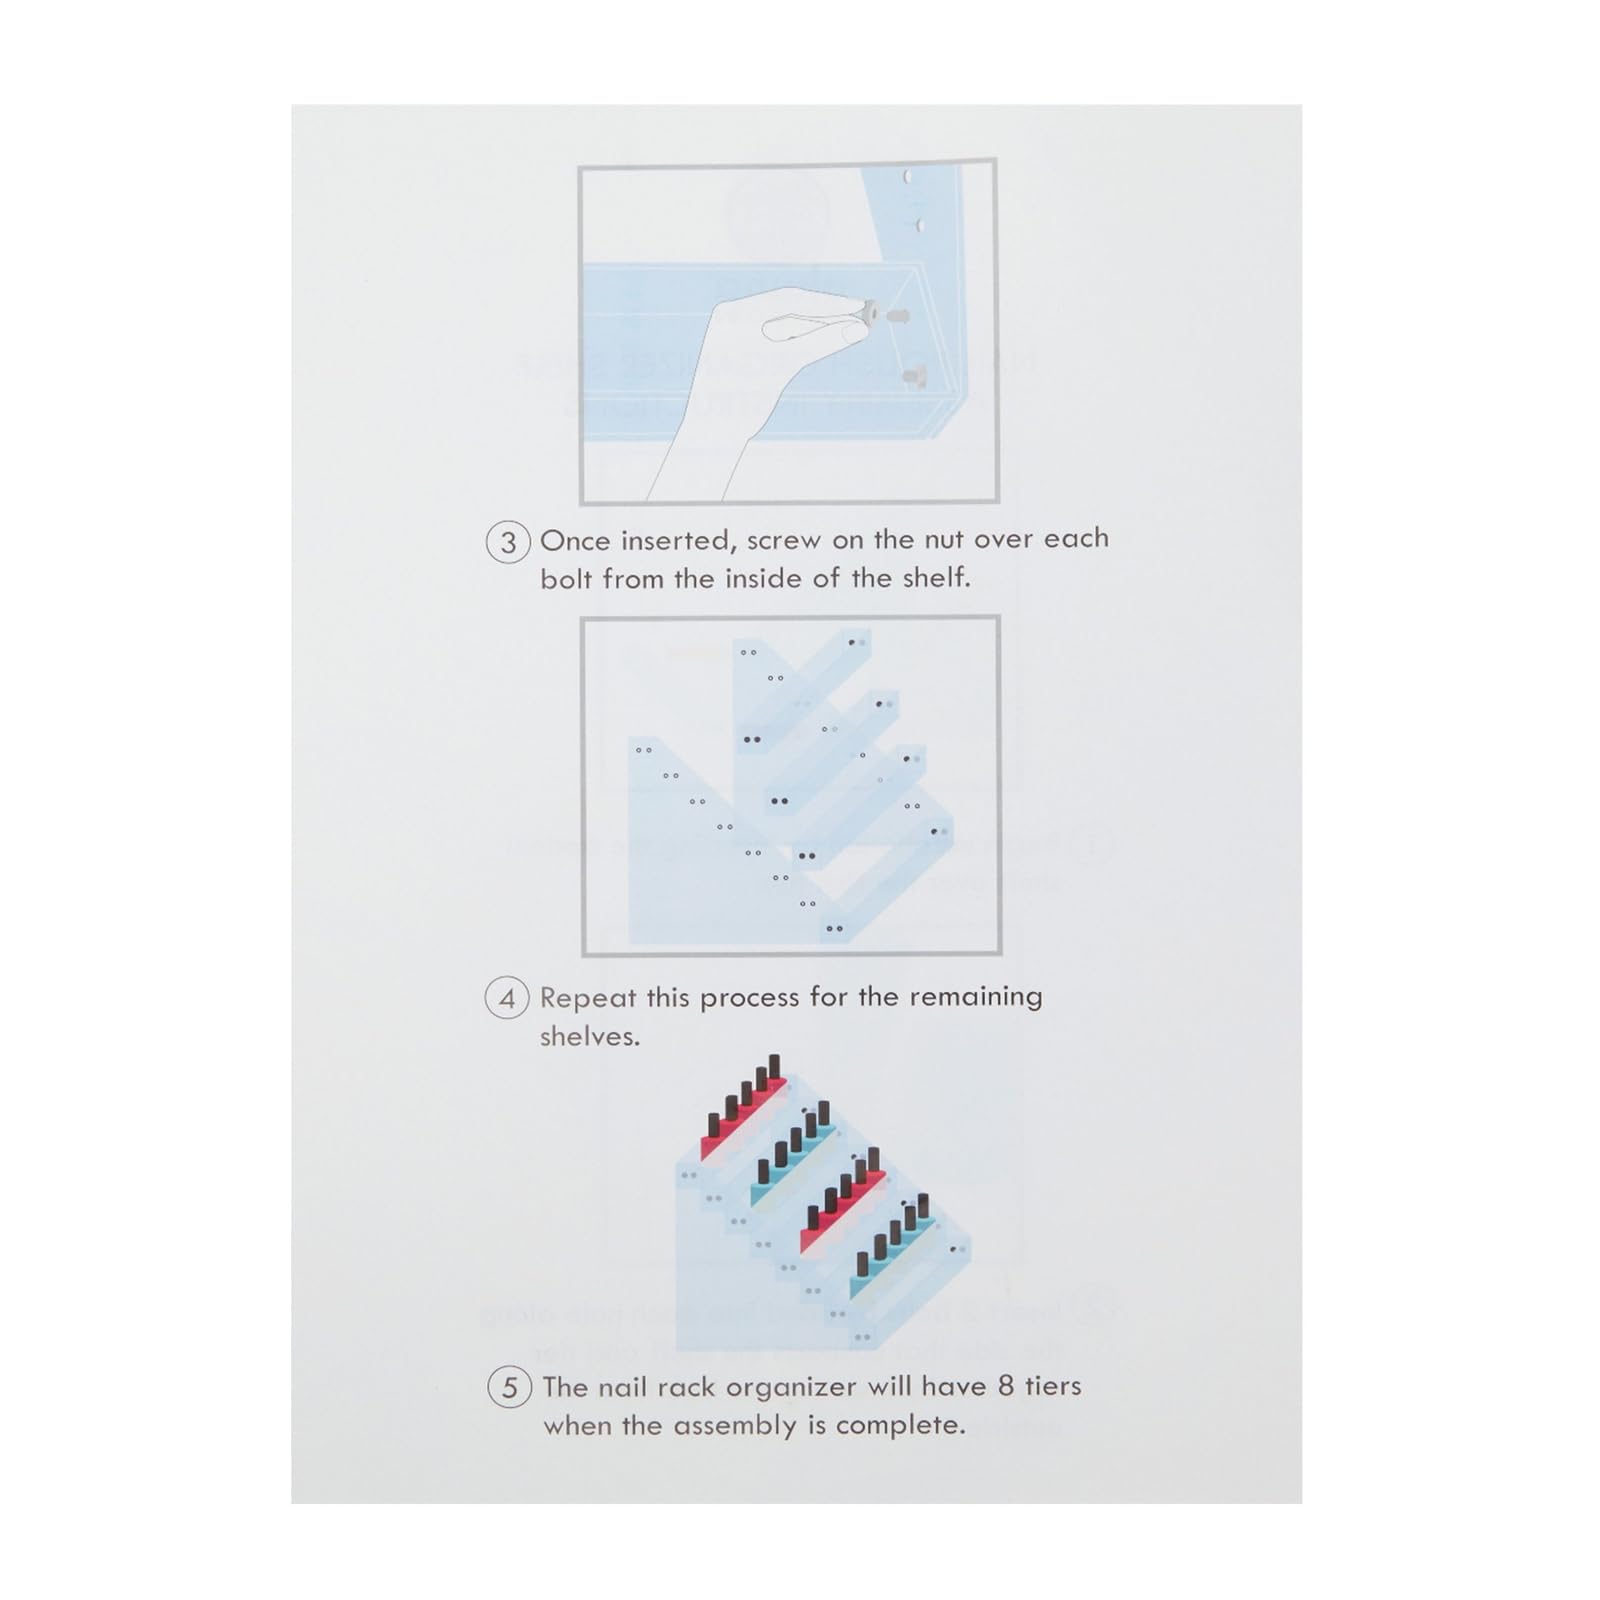 3 Once inserted, screw on the nut over each
bolt from the inside of the shelf.
4 Repeat this process for the remaining
shelves.
5 The nail rack organizer will have 8 tiers
when the assembly is complete.